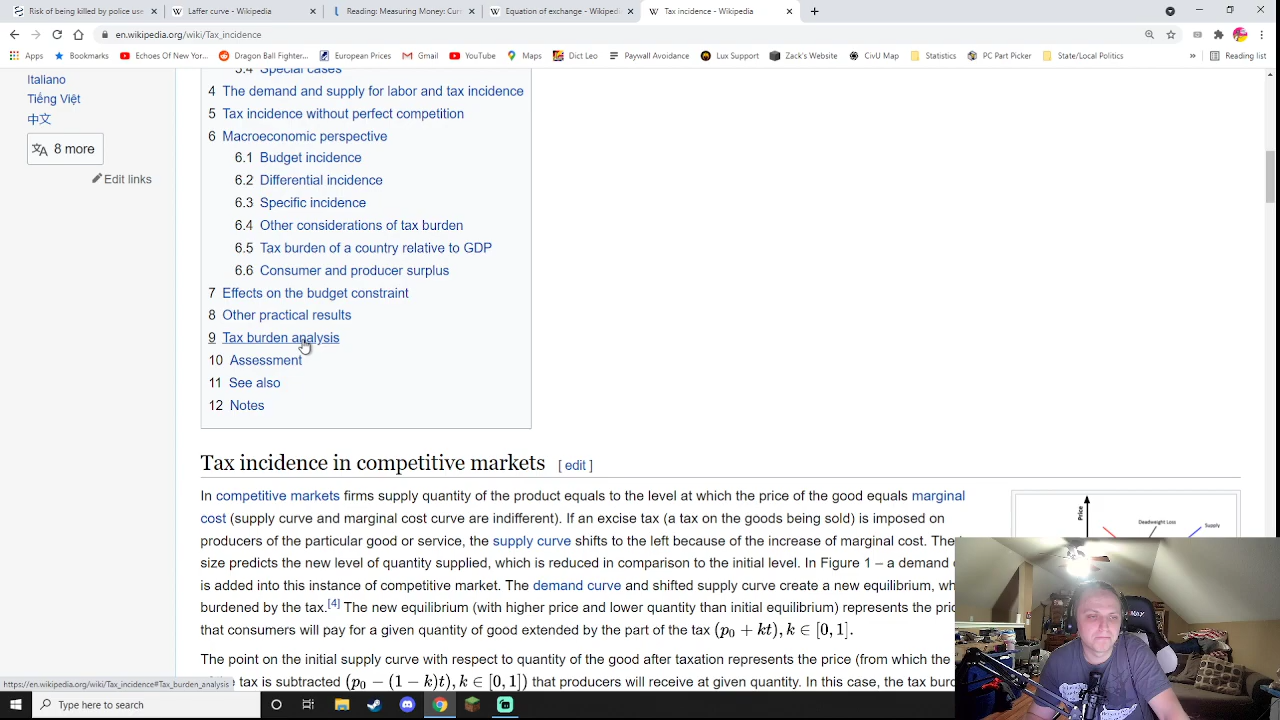 Risk of being killed by police use
Laffer curve - Wikipedia
Reading: Measuring Money: Cur
Equation of exchange - Wikipedi
Tax incidence - Wikipedia
en.wikipedia.org/wiki/Tax_incidence
Apps
Bookmarks
Echoes Of New Yor...
Dragon Ball Fighter...
European Prices
Gmail
YouTube
Maps
Dict Leo
Paywall Avoidance
Lux Support
Zack's Website
CivU Map
Statistics
PC Part Picker
State/Local Politics
»
Reading list
Italiano
Tiếng Việt
中文
8 more
Edit links
3.4 Special cases
4 The demand and supply for labor and tax incidence
5 Tax incidence without perfect competition
6 Macroeconomic perspective
6.1 Budget incidence
6.2 Differential incidence
6.3 Specific incidence
6.4 Other considerations of tax burden
6.5 Tax burden of a country relative to GDP
6.6 Consumer and producer surplus
7 Effects on the budget constraint
8 Other practical results
9 Tax burden analysis
10 Assessment
11 See also
12 Notes
Tax incidence in competitive markets [ edit ]
In competitive markets firms supply quantity of the product equals to the level at which the price of the good equals marginal
cost (supply curve and marginal cost curve are indifferent). If an excise tax (a tax on the goods being sold) is imposed on
producers of the particular good or service, the supply curve shifts to the left because of the increase of marginal cost. The
size predicts the new level of quantity supplied, which is reduced in comparison to the initial level. In Figure 1 – a demand
is added into this instance of competitive market. The demand curve and shifted supply curve create a new equilibrium,
burdened by the tax.[4] The new equilibrium (with higher price and lower quantity than initial equilibrium) represents the
that consumers will pay for a given quantity of good extended by the part of the tax (p₀ + kt), k ∈ [0, 1].
The point on the initial supply curve with respect to quantity of the good after taxation represents the price (from which the
tax is subtracted (p₀ − (1 − k)t), k ∈ [0, 1]) that producers will receive at given quantity. In this case, the tax
Price
Deadweight Loss
Supply
https://en.wikipedia.org/wiki/Tax_incidence#Tax_burden_analysis
Type here to search